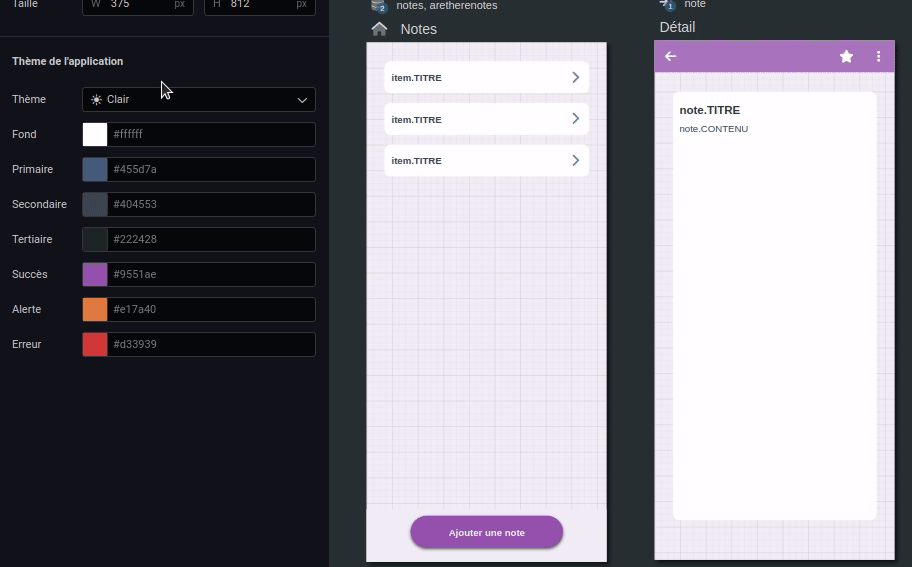 Taille
W 375 px
H 812 px
Thème de l'application
Thème
Clair
Fond
#ffffff
Primaire
#455d7a
Secondaire
#404553
Tertiaire
#222428
Succès
#9551ae
Alerte
#e17a40
Erreur
#d33939
2
notes, aretherenotes
Notes
item.TITRE
item.TITRE
item.TITRE
Ajouter une note
1
note
Détail
note.TITRE
note.CONTENU